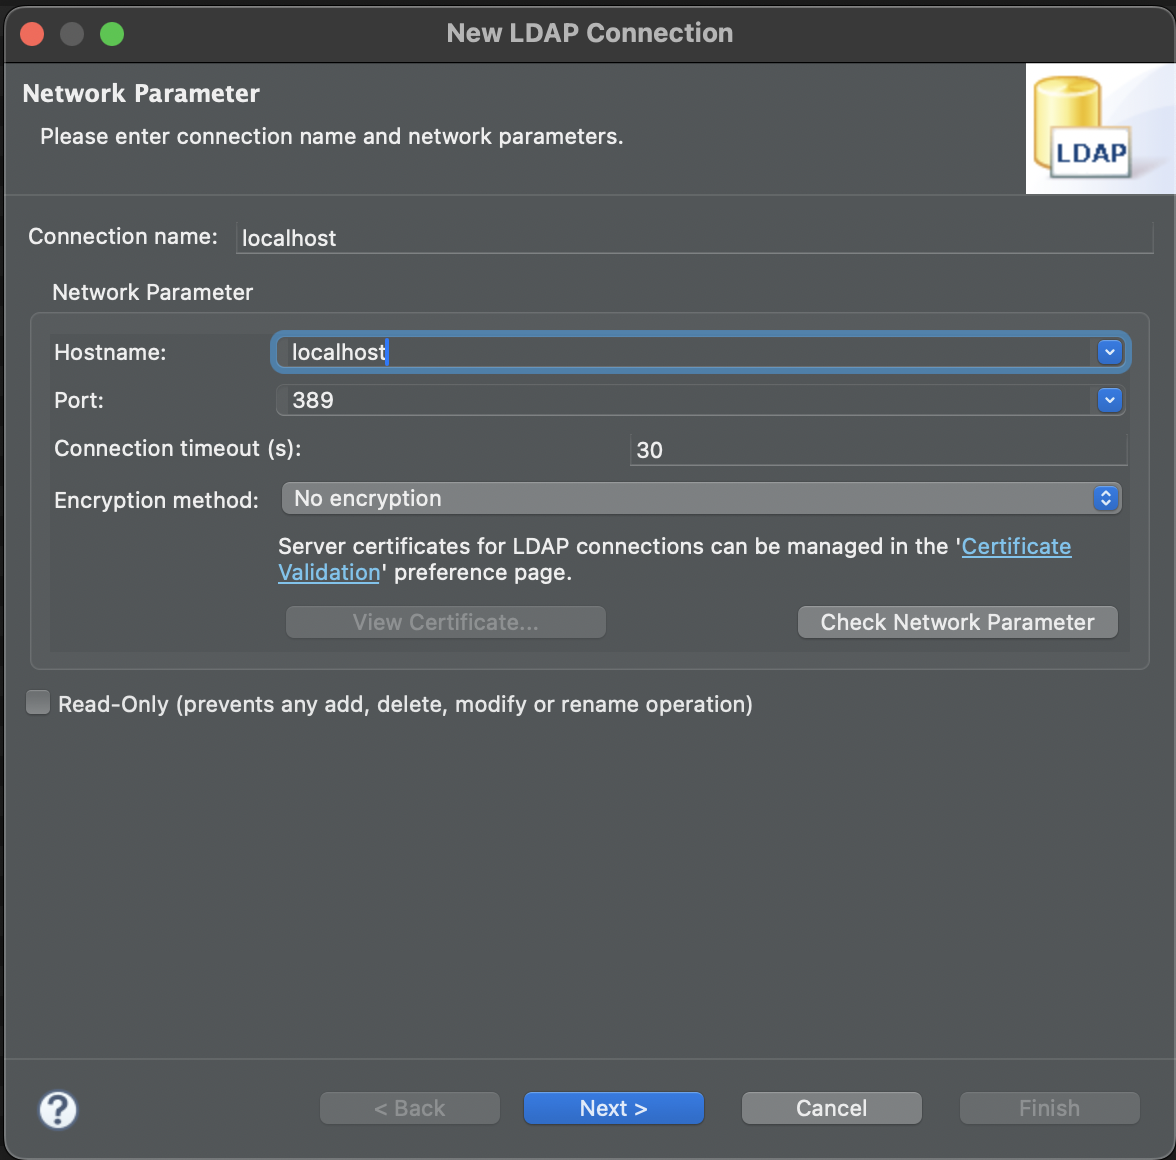 New LDAP Connection
Network Parameter
Please enter connection name and network parameters.
LDAP
Connection name: localhost
Network Parameter
Hostname: localhost
Port: 389
Connection timeout (s): 30
Encryption method: No encryption
Server certificates for LDAP connections can be managed in the 'Certificate
Validation' preference page.
View Certificate... Check Network Parameter
Read-Only (prevents any add, delete, modify or rename operation)
? < Back Next > Cancel Finish